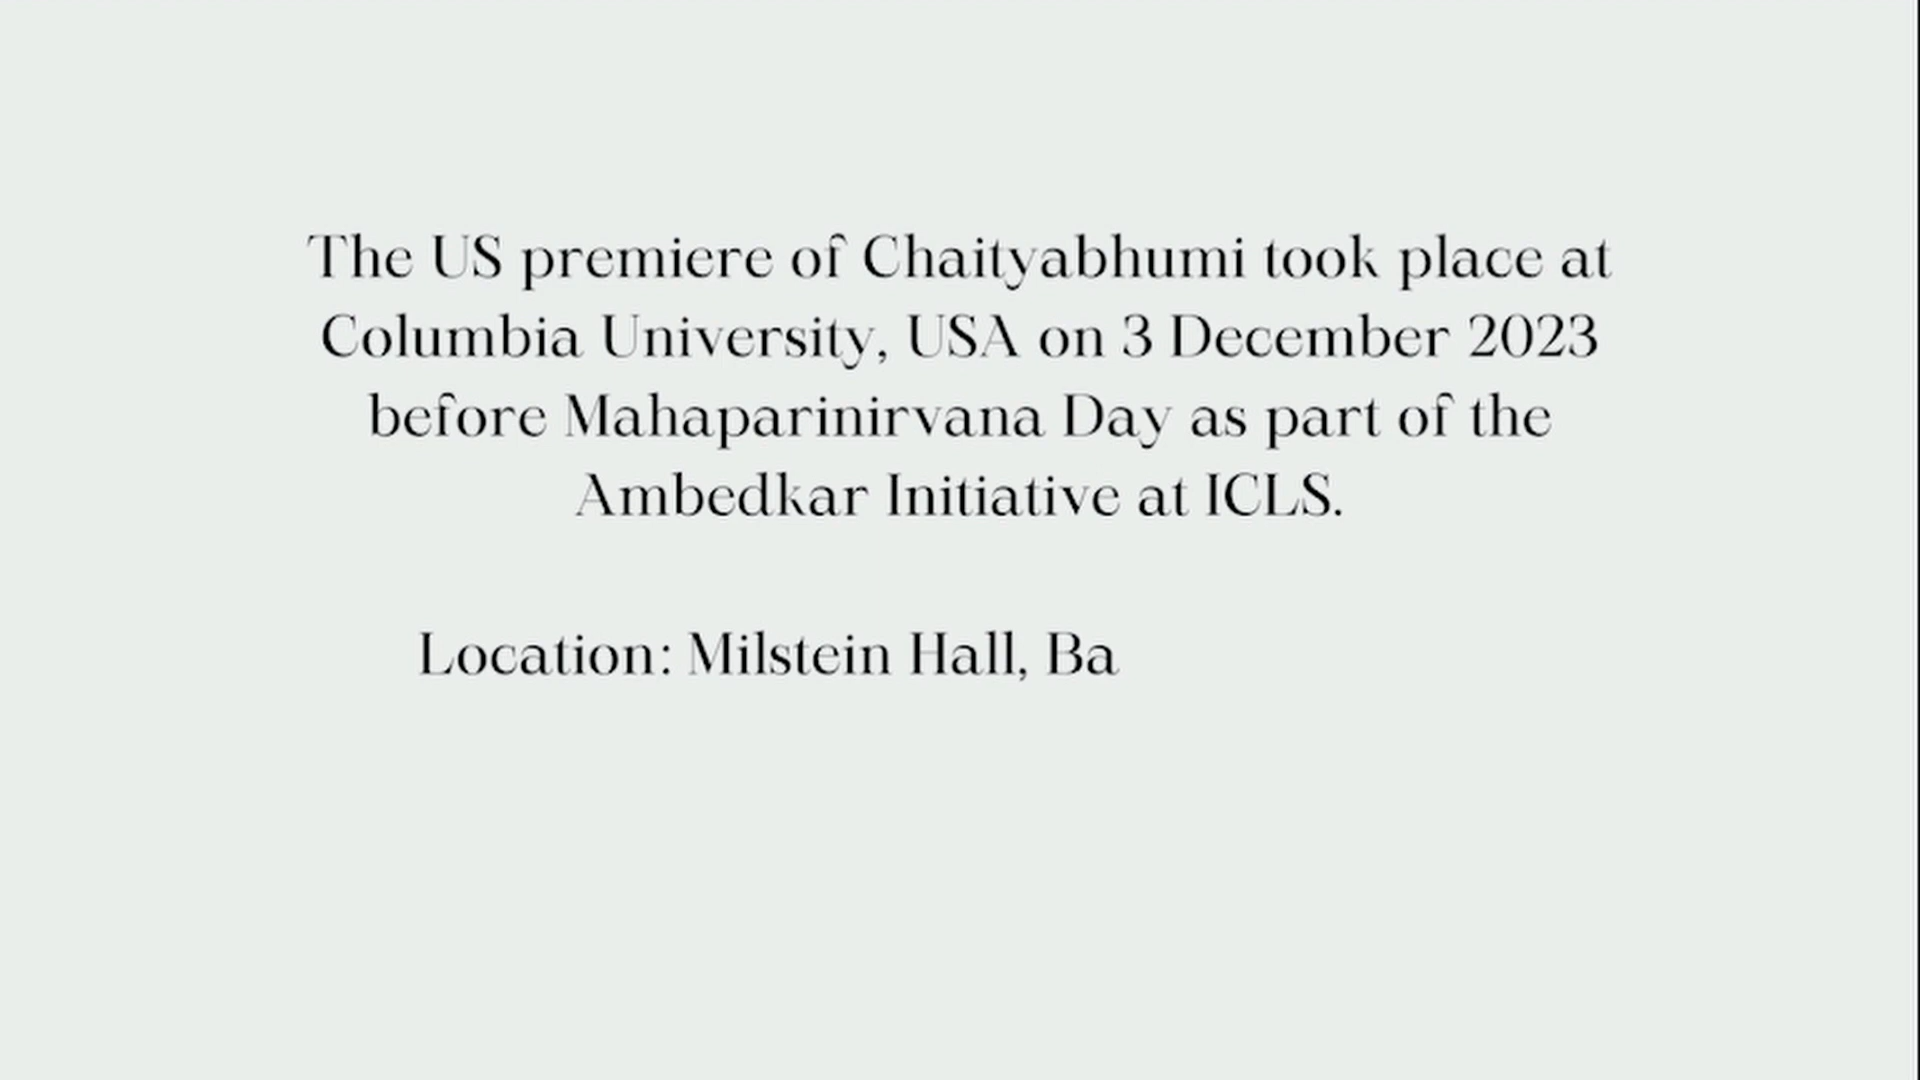 The US premiere of Chaityabhumi took place at
Columbia University, USA on 3 December 2023
before Mahaparinirvana Day as part of the
Ambedkar Initiative at ICLS.
Location: Milstein Hall, Ba